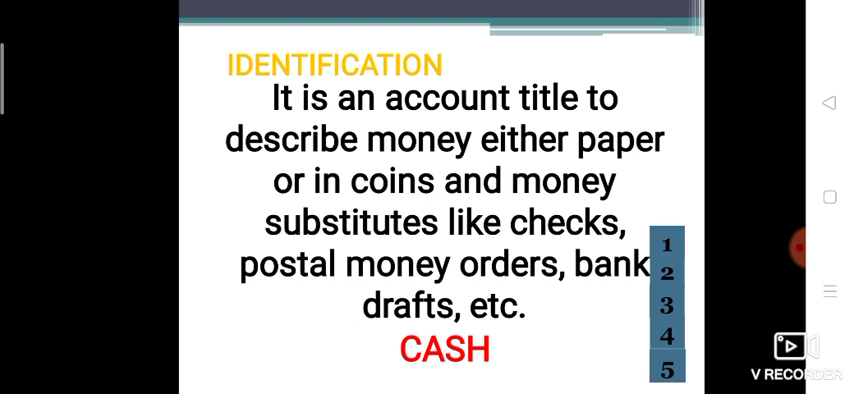 IDENTIFICATION
It is an account title to
describe money either paper
or in coins and money
substitutes like checks,
postal money orders, bank
drafts, etc.
CASH
1
2
3
4
5
V RECORDER